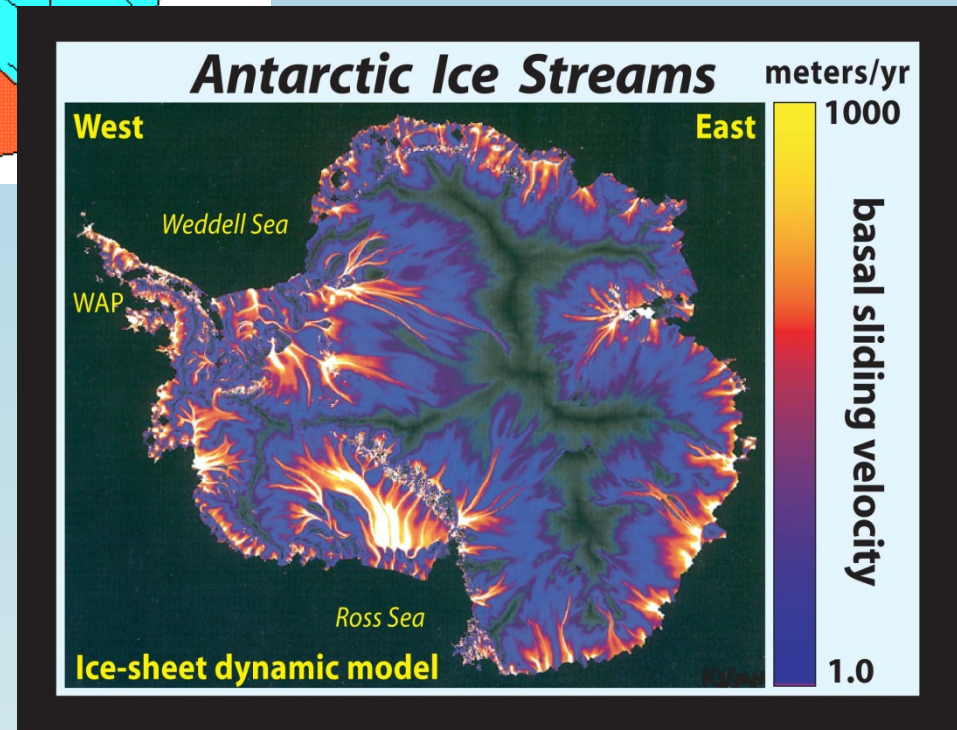 Antarctic Ice Streams
meters/yr
West
East
1000
Weddell Sea
WAP
basal sliding velocity
Ross Sea
Ice-sheet dynamic model
1.0